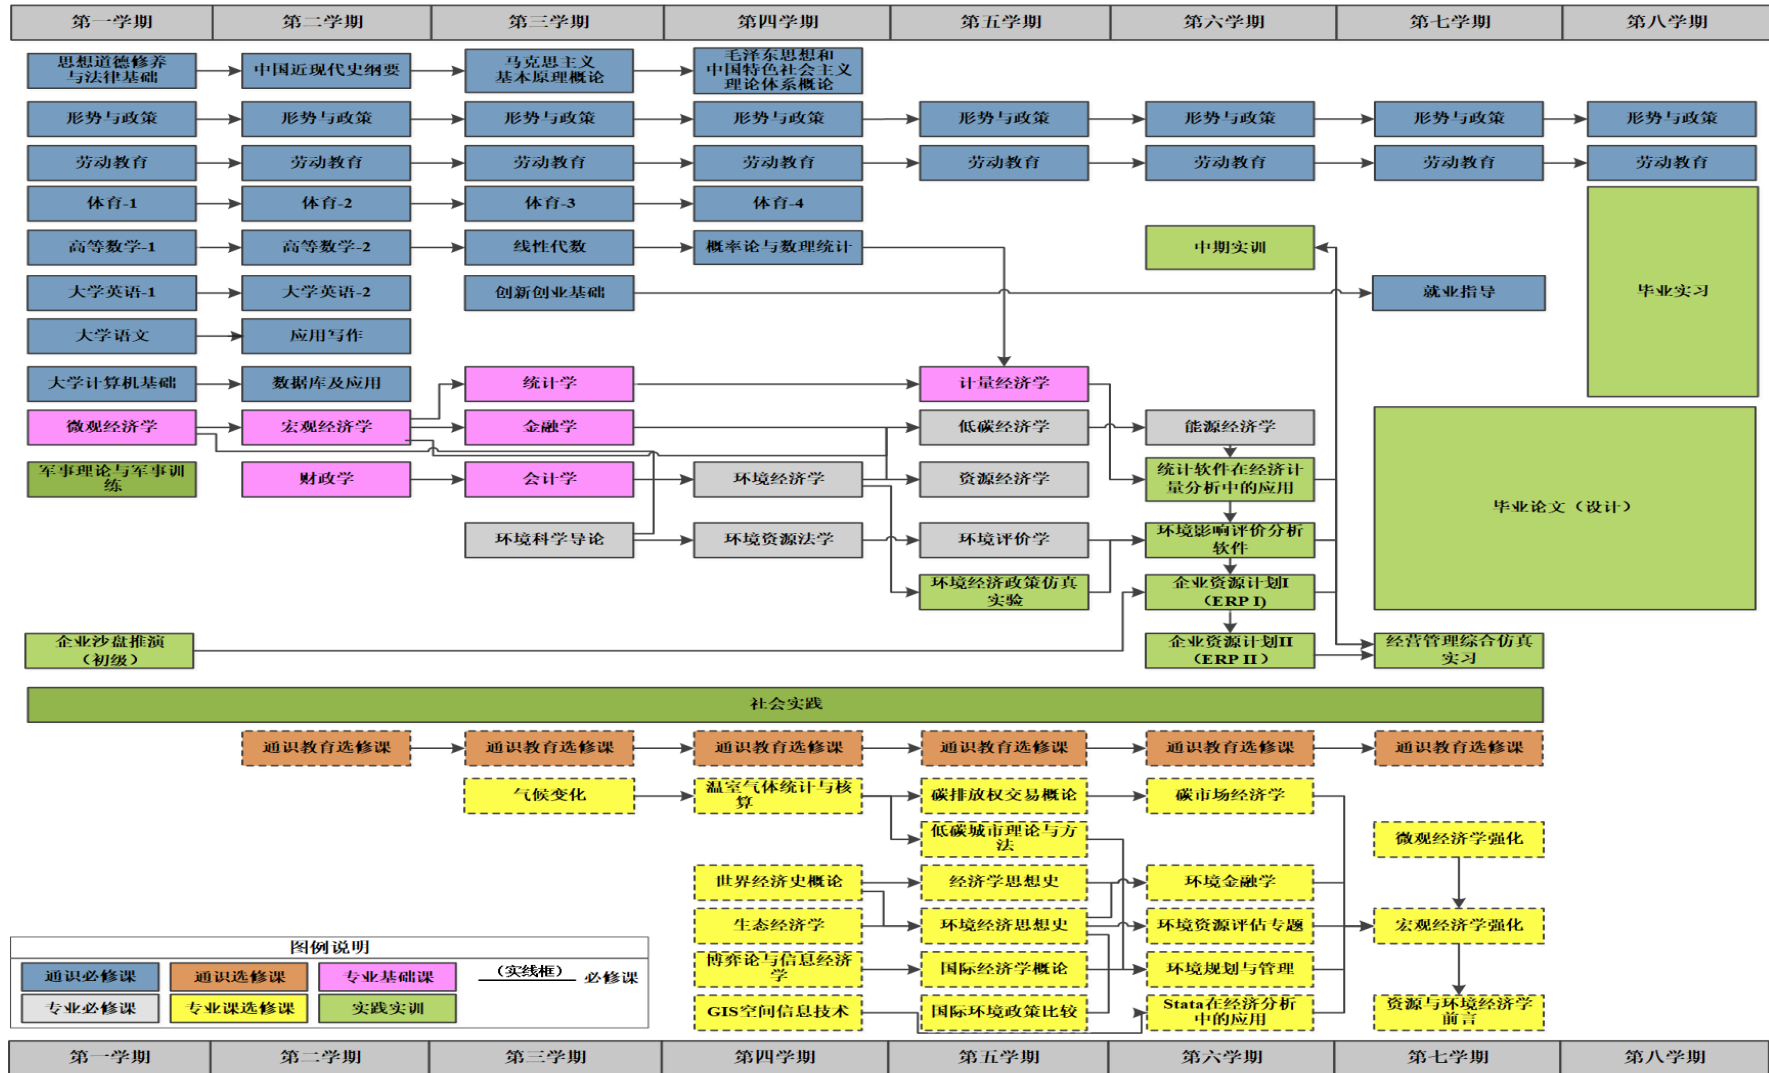 第一学期 第二学期 第三学期 第四学期 第五学期 第六学期 第七学期 第八学期
思想道德修养
与法律基础
中国近现代史纲要
马克思主义
基本原理概论
毛泽东思想和
中国特色社会主义
理论体系概论
形势与政策 形势与政策 形势与政策 形势与政策 形势与政策 形势与政策 形势与政策 形势与政策
劳动教育 劳动教育 劳动教育 劳动教育 劳动教育 劳动教育 劳动教育 劳动教育
体育-1 体育-2 体育-3 体育-4
高等数学-1 高等数学-2 线性代数 概率论与数理统计 中期实训
大学英语-1 大学英语-2 创新创业基础 就业指导 毕业实习
大学语文 应用写作
大学计算机基础 数据库及应用 统计学 计量经济学
微观经济学 宏观经济学 金融学 低碳经济学 能源经济学
军事理论与军事训
练
财政学 会计学 环境经济学 资源经济学
统计软件在经济计
量分析中的应用
毕业论文（设计）
环境科学导论 环境资源法学 环境评价学
环境影响评价分析
软件
环境经济政策仿真
实验
企业资源计划I
（ERP I)
企业沙盘推演
（初级）
企业资源计划II
（ERP II）
经营管理综合仿真
实习
社会实践
通识教育选修课 通识教育选修课 通识教育选修课 通识教育选修课 通识教育选修课 通识教育选修课
气候变化
温室气体统计与核
算
碳排放权交易概论 碳市场经济学
低碳城市理论与方
法
微观经济学强化
世界经济史概论 经济学思想史 环境金融学
生态经济学 环境经济思想史 环境资源评估专题 宏观经济学强化
博弈论与信息经济
学
国际经济学概论 环境规划与管理
GIS空间信息技术 国际环境政策比较
Stata在经济分析
中的应用
资源与环境经济学
前言
图例说明
通识必修课 通识选修课 专业基础课 （实线框） 必修课
专业必修课 专业课选修课 实践实训
第一学期 第二学期 第三学期 第四学期 第五学期 第六学期 第七学期 第八学期